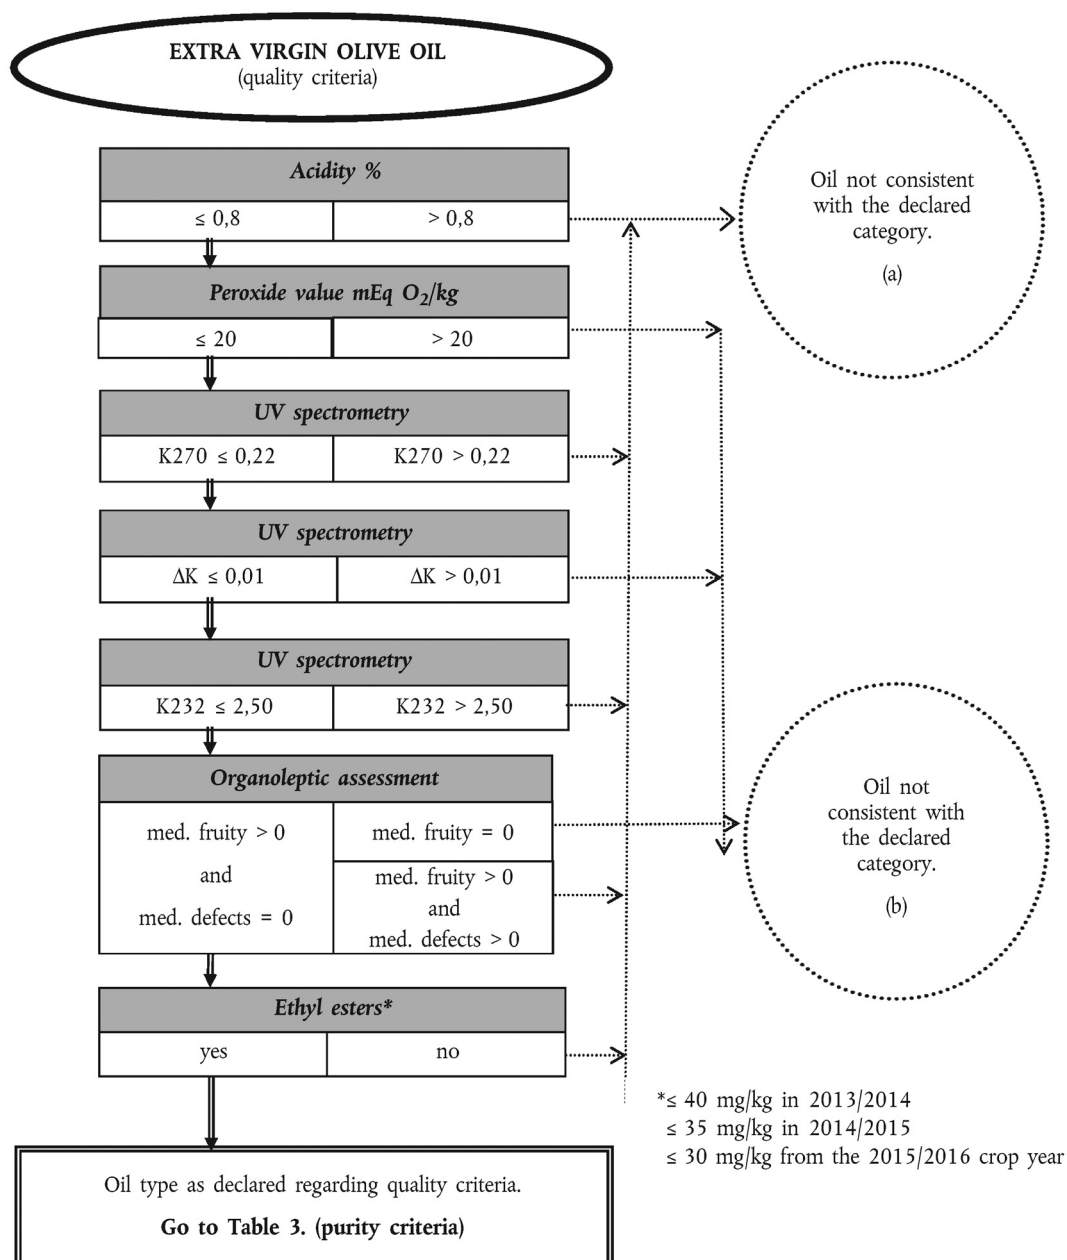 EXTRA VIRGIN OLIVE OIL
(quality criteria)
Acidity %
≤ 0,8
> 0,8
Oil not consistent
with the declared
category.
(a)
Peroxide value mEq O₂/kg
≤ 20
> 20
UV spectrometry
K270 ≤ 0,22
K270 > 0,22
UV spectrometry
ΔK ≤ 0,01
ΔK > 0,01
UV spectrometry
K232 ≤ 2,50
K232 > 2,50
Organoleptic assessment
med. fruity > 0
and
med. defects = 0
med. fruity = 0
med. fruity > 0
and
med. defects > 0
Oil not
consistent with
the declared
category.
(b)
Ethyl esters*
yes
no
*≤ 40 mg/kg in 2013/2014
≤ 35 mg/kg in 2014/2015
≤ 30 mg/kg from the 2015/2016 crop year
Oil type as declared regarding quality criteria.
Go to Table 3. (purity criteria)